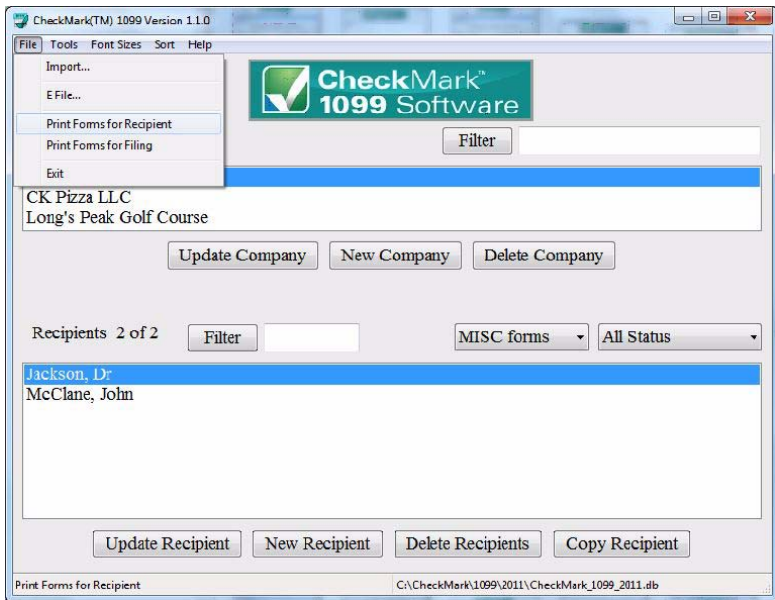 CheckMark(TM) 1099 Version 1.1.0
File Tools Font Sizes Sort Help
Import...
E File...
Print Forms for Recipient
Print Forms for Filing
Exit
CheckMark™
1099 Software
Filter
CK Pizza LLC
Long's Peak Golf Course
Update Company New Company Delete Company
Recipients 2 of 2 Filter MISC forms All Status
Jackson, Dr
McClane, John
Update Recipient New Recipient Delete Recipients Copy Recipient
Print Forms for Recipient C:\CheckMark\1099\2011\CheckMark_1099_2011.db